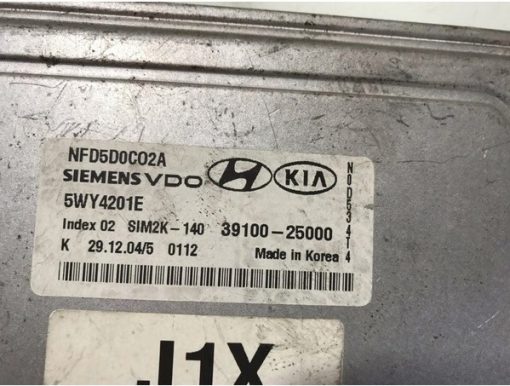 NFD5D0C02A
SIEMENS VDO HYUNDAI KIA
5WY4201E
Index 02 SIM2K-140 39100-25000
K 29.12.04/5 0112 Made in Korea
J1X